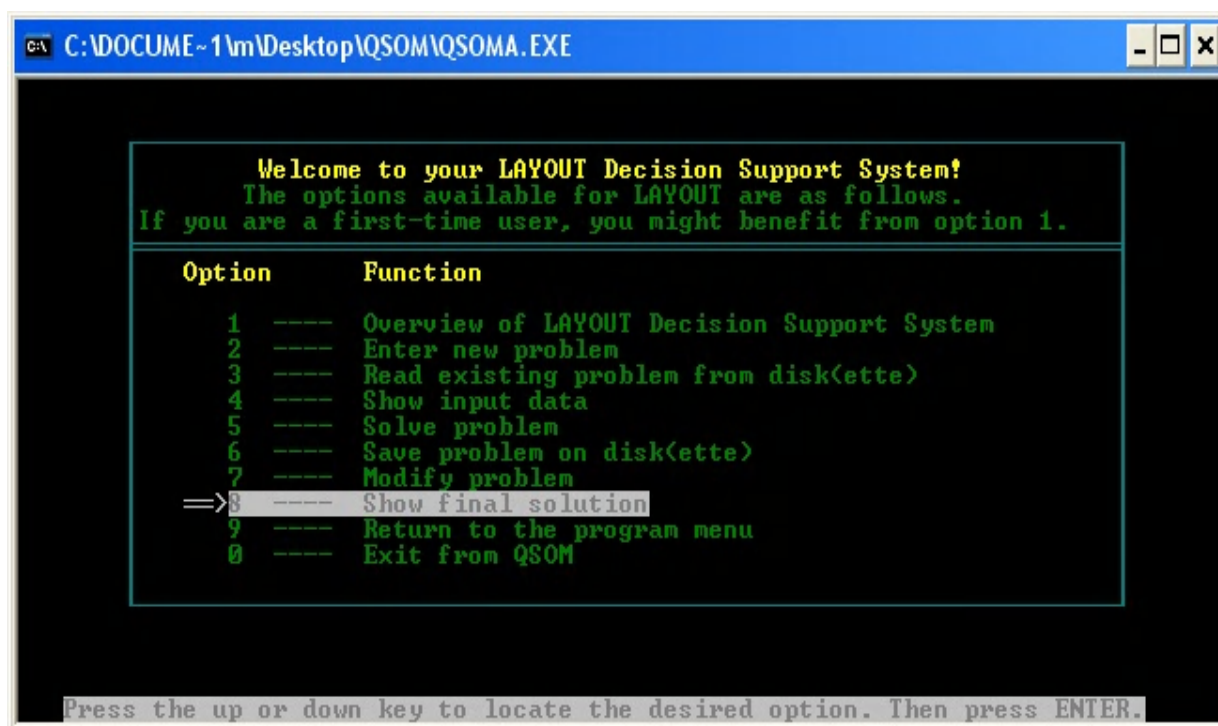 C:\DOCUME~1\m\Desktop\QSOM\QSOMA.EXE
Welcome to your LAYOUT Decision Support System!
The options available for LAYOUT are as follows.
If you are a first-time user, you might benefit from option 1.
Option Function
1 ---- Overview of LAYOUT Decision Support System
2 ---- Enter new problem
3 ---- Read existing problem from disk(ette)
4 ---- Show input data
5 ---- Solve problem
6 ---- Save problem on disk(ette)
7 ---- Modify problem
==>8 ---- Show final solution
9 ---- Return to the program menu
0 ---- Exit from QSOM
Press the up or down key to locate the desired option. Then press ENTER.